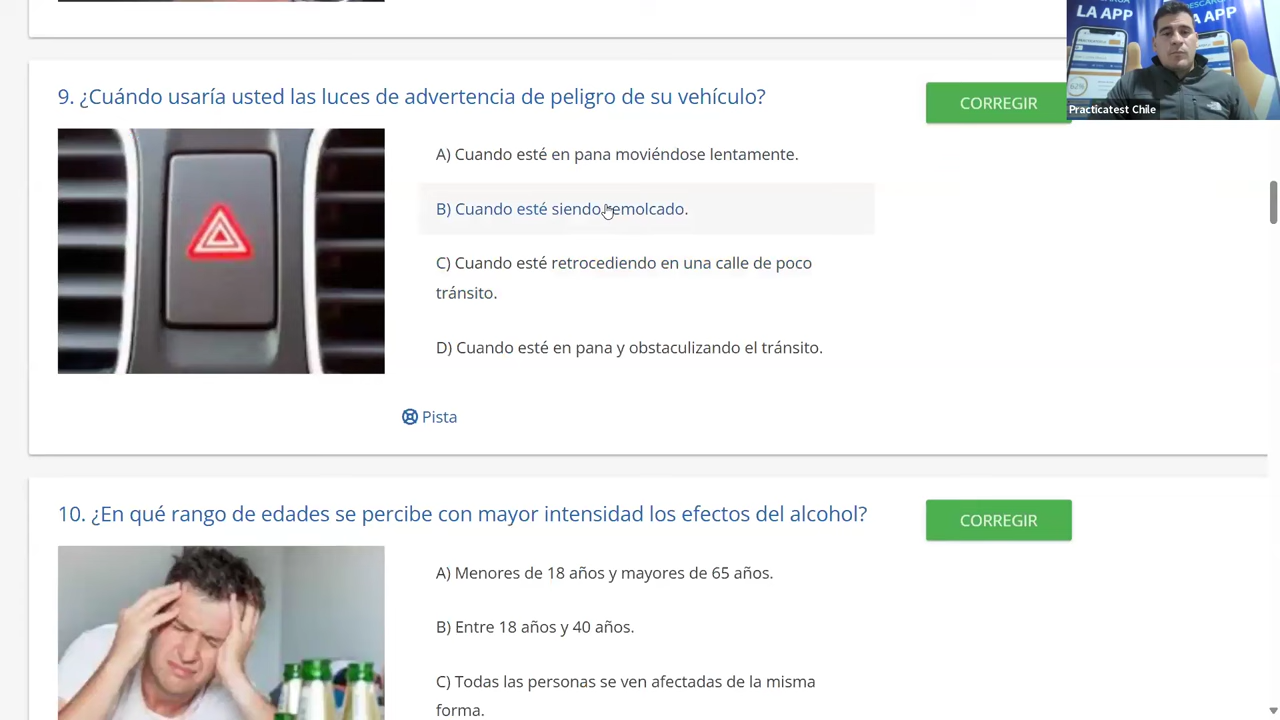 LA APP
LA APP
62%
Practicatest Chile
9. ¿Cuándo usaría usted las luces de advertencia de peligro de su vehículo?
CORREGIR
A) Cuando esté en pana moviéndose lentamente.
B) Cuando esté siendo remolcado.
C) Cuando esté retrocediendo en una calle de poco
tránsito.
D) Cuando esté en pana y obstaculizando el tránsito.
Pista
10. ¿En qué rango de edades se percibe con mayor intensidad los efectos del alcohol?
CORREGIR
A) Menores de 18 años y mayores de 65 años.
B) Entre 18 años y 40 años.
C) Todas las personas se ven afectadas de la misma
forma.